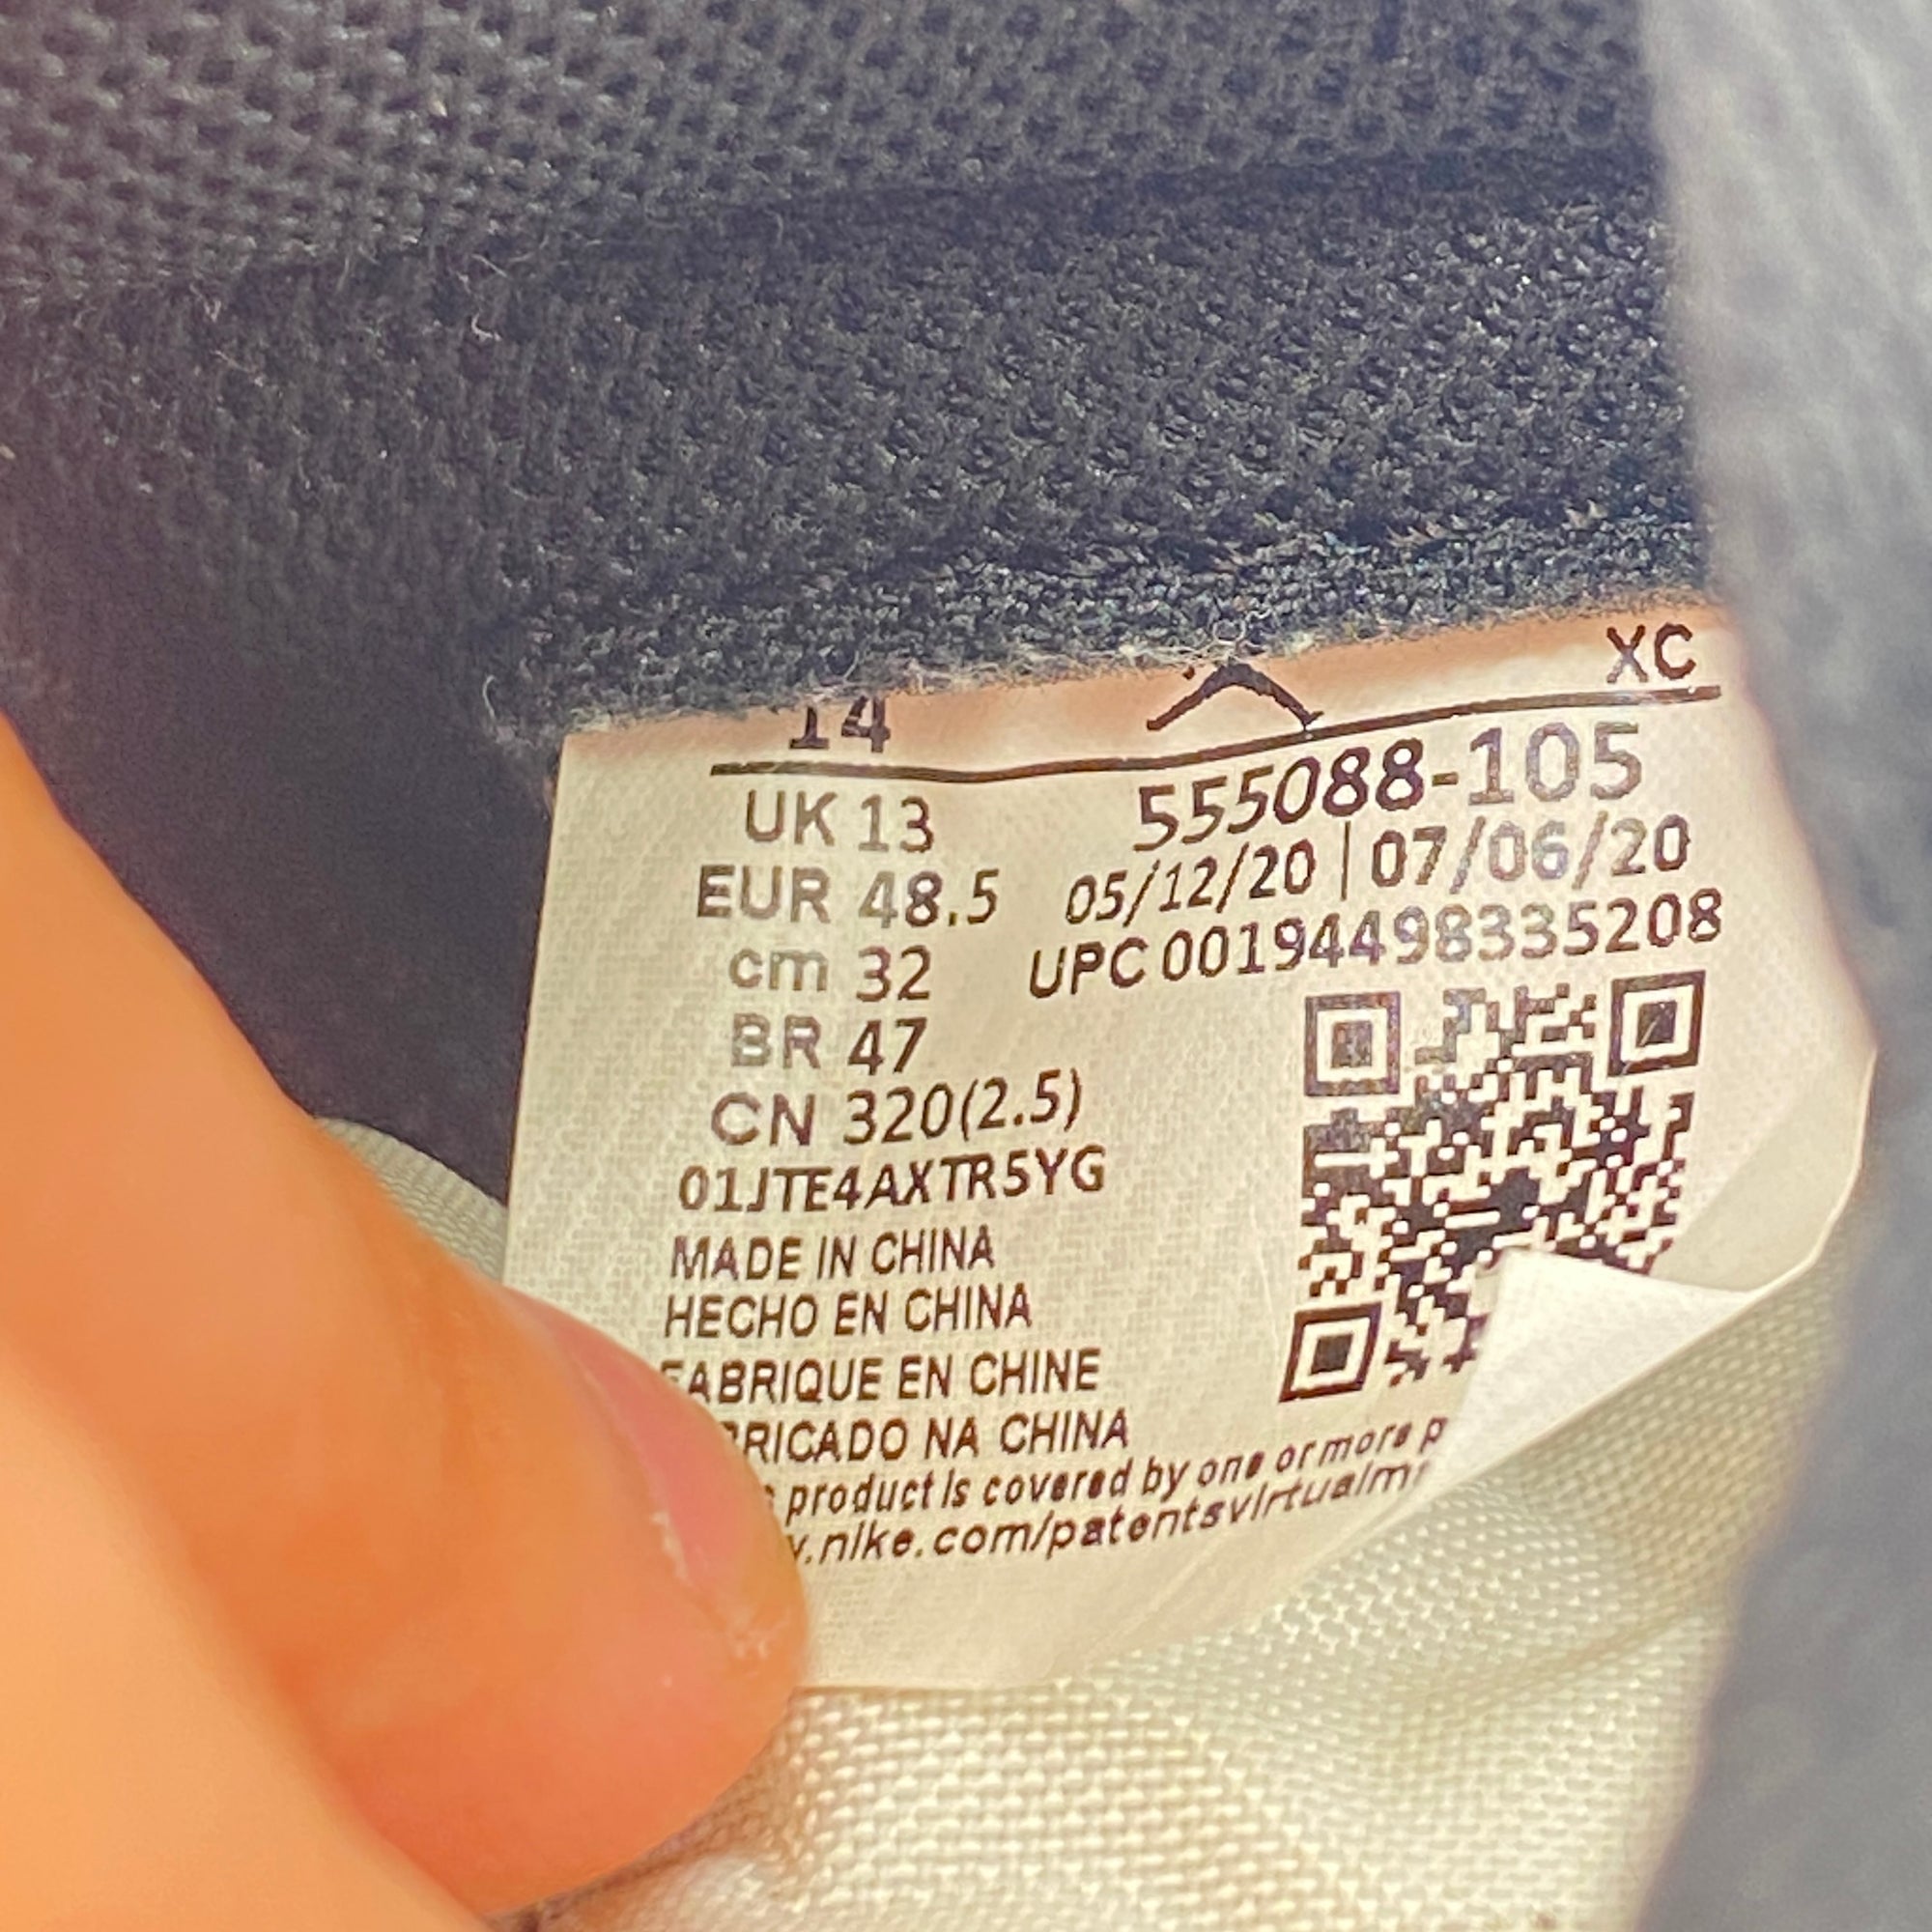 14
XC
UK 13
555088-105
EUR 48.5
05/12/20 | 07/06/20
cm 32
UPC 00194498335208
BR 47
CN 320(2.5)
01JTE4AXTR5YG
MADE IN CHINA
HECHO EN CHINA
FABRIQUE EN CHINE
BRICADO NA CHINA
product is covered by one or more p
.nike.com/patentsvirtualm